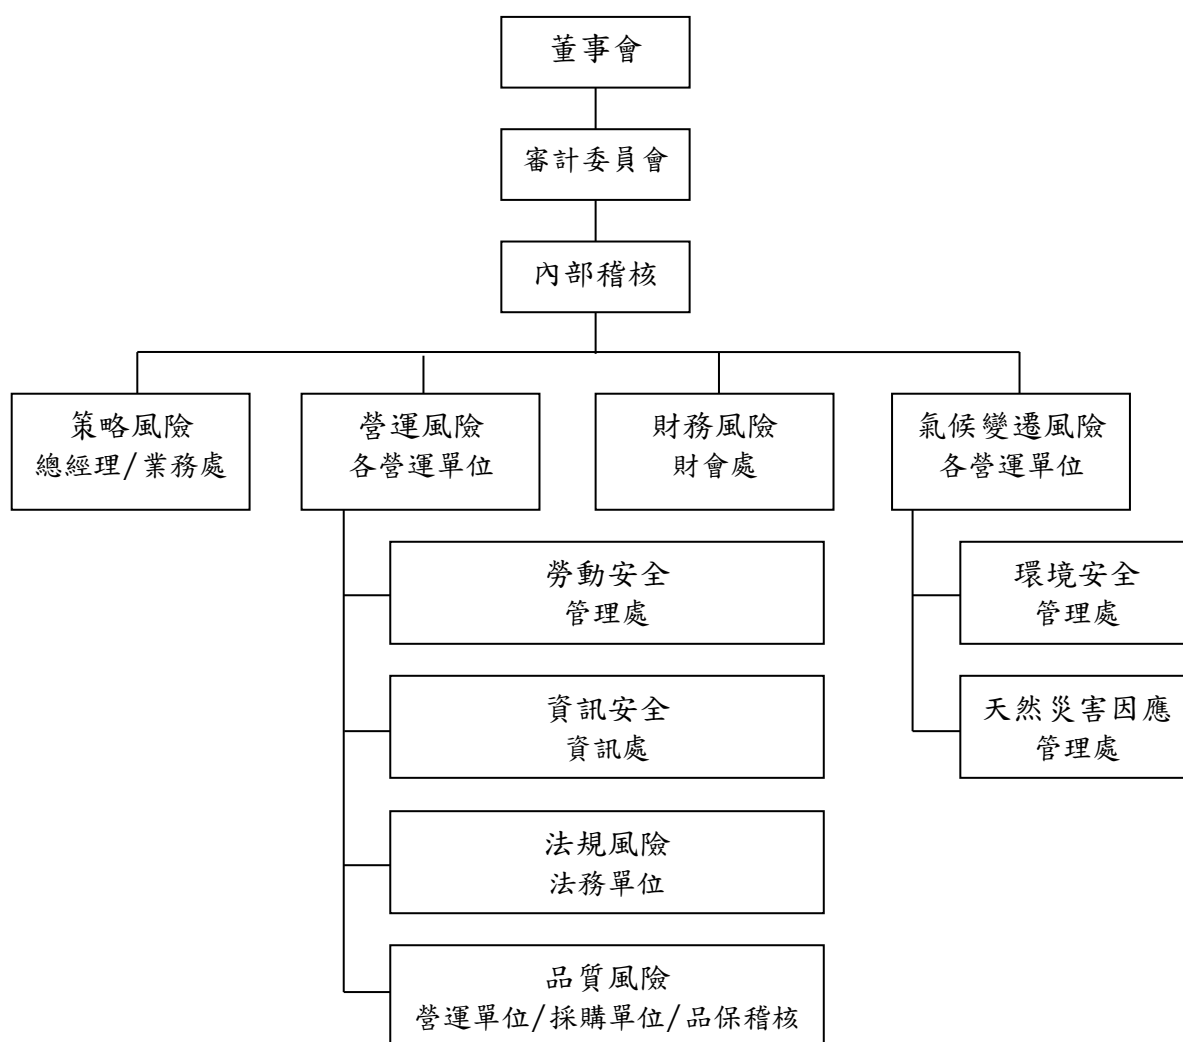 董事會
審計委員會
內部稽核
策略風險
總經理/業務處
營運風險
各營運單位
財務風險
財會處
氣候變遷風險
各營運單位
勞動安全
管理處
資訊安全
資訊處
法規風險
法務單位
品質風險
營運單位/採購單位/品保稽核
環境安全
管理處
天然災害因應
管理處